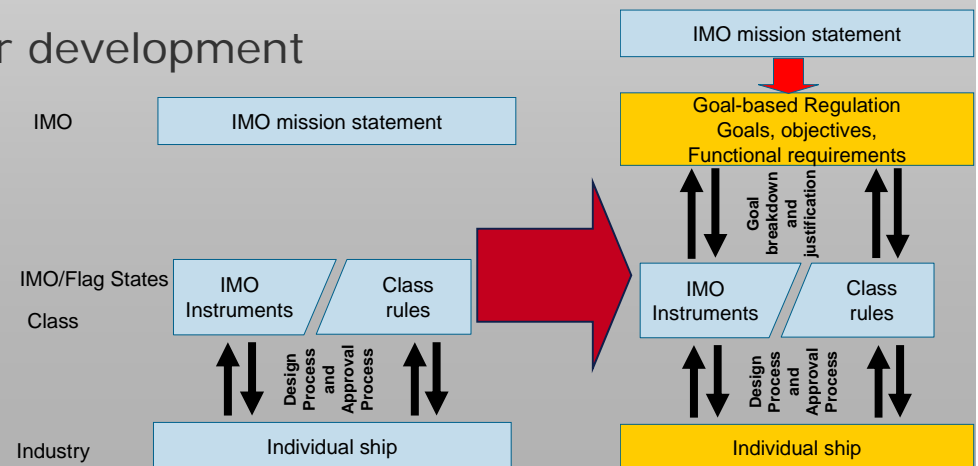 r development
IMO mission statement
IMO
IMO mission statement
Goal-based Regulation
Goals, objectives,
Functional requirements
Goal
breakdown
and
justification
IMO/Flag States
Class
IMO
Instruments
Class
rules
IMO
Instruments
Class
rules
Design
Process
and
Approval
Process
Design
Process
and
Approval
Process
Industry
Individual ship
Individual ship